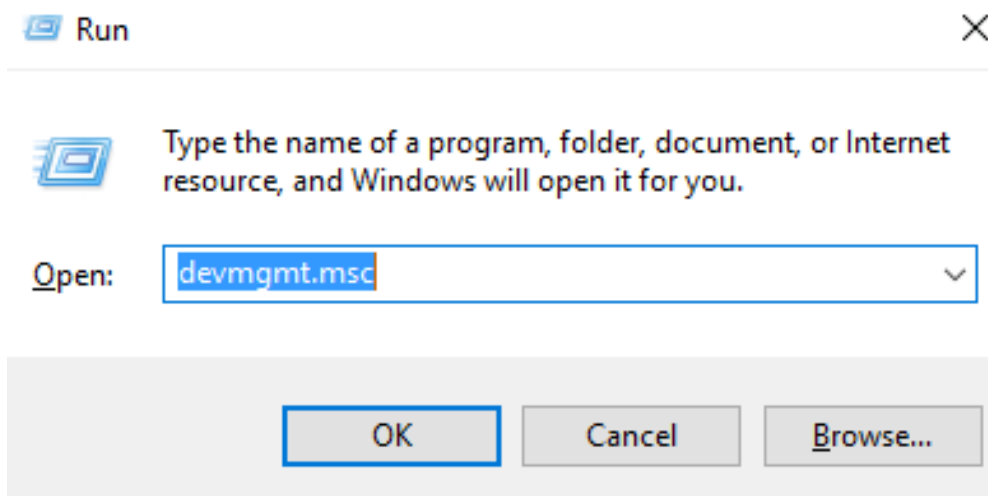 Run
Type the name of a program, folder, document, or Internet
resource, and Windows will open it for you.
Open: devmgmt.msc
OK Cancel Browse...